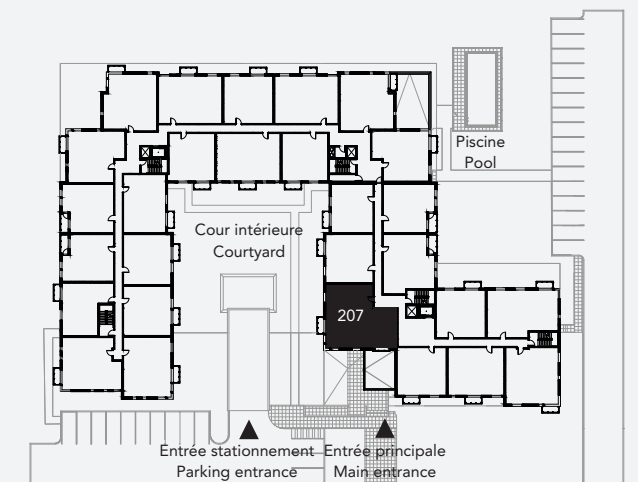 Piscine
Pool
Cour intérieure
Courtyard
207
Entrée stationnement
Parking entrance
Entrée principale
Main entrance